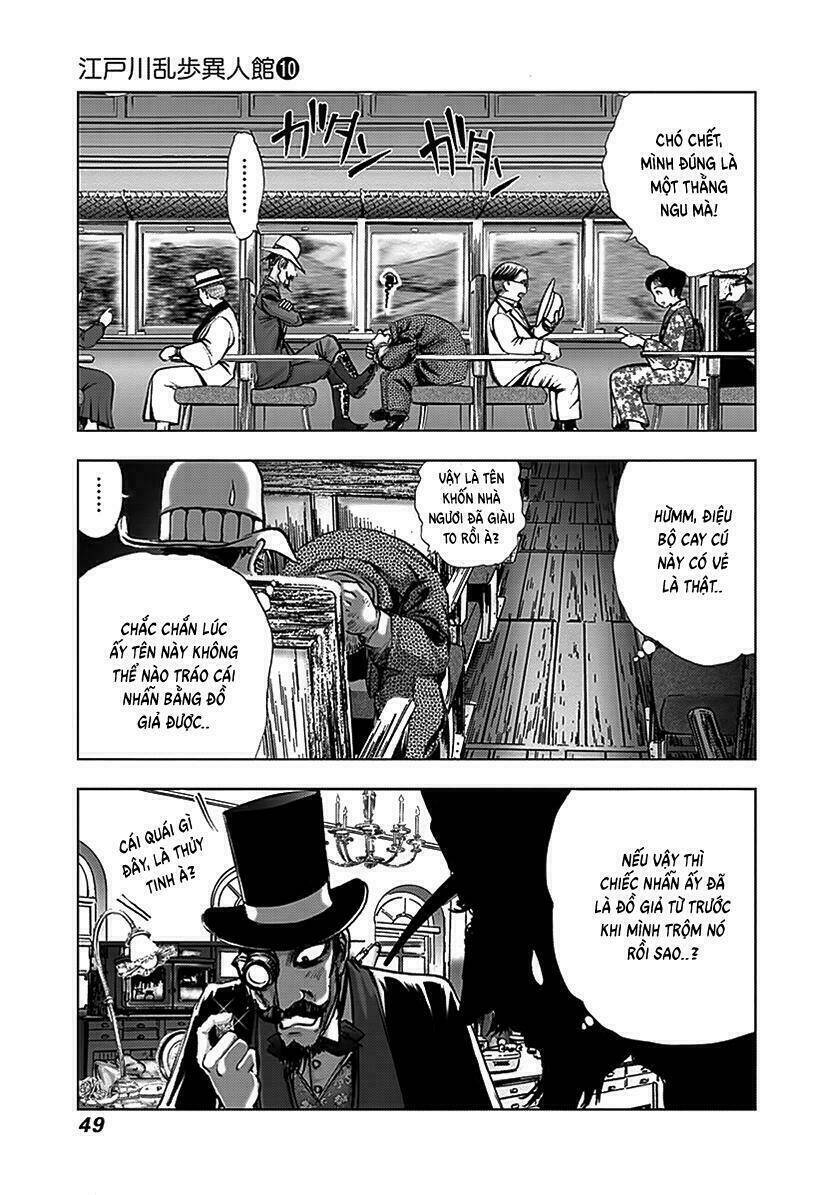 江戸川乱歩異人館⑩
CHÓ CHẾT,
MÌNH ĐÚNG LÀ
MỘT THẰNG
NGU MÀ!
ガタン
ガタン
………
HỪMM, ĐIỆU
BỘ CAY CÚ
NÀY CÓ VẺ
LÀ THẬT..
VẬY LÀ TÊN
KHỐN NHÀ
NGƯƠI ĐÃ GIÀU
TO RỒI À?
………
CHẮC CHẮN LÚC
ẤY TÊN NÀY KHÔNG
THỂ NÀO TRÁO CÁI
NHẪN BẰNG ĐỒ
GIẢ ĐƯỢC..
NẾU VẬY THÌ
CHIẾC NHẪN ẤY ĐÃ
LÀ ĐỒ GIẢ TỪ TRƯỚC
KHI MÌNH TRỘM NÓ
RỒI SAO..?
CÁI QUÁI GÌ
ĐÂY, LÀ THỦY
TINH À?
49